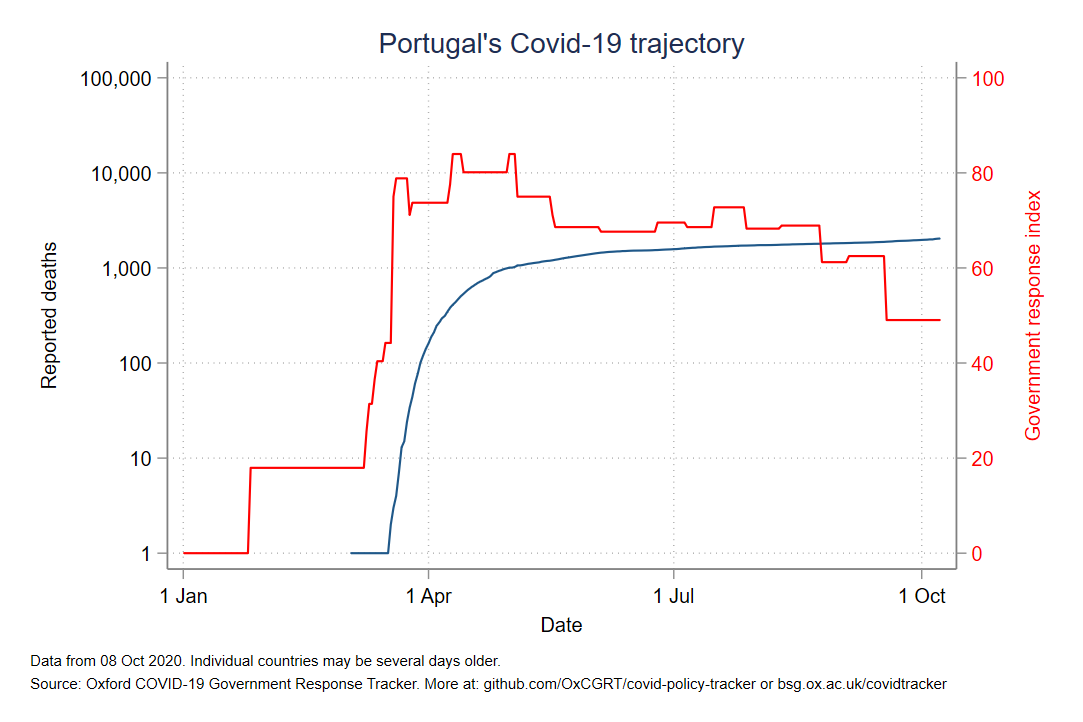 Portugal's Covid-19 trajectory
100,000
10,000
1,000
100
10
1
Reported deaths
100
80
60
40
20
0
Government response index
1 Jan
1 Apr
1 Jul
1 Oct
Date
Data from 08 Oct 2020. Individual countries may be several days older.
Source: Oxford COVID-19 Government Response Tracker. More at: github.com/OxCGRT/covid-policy-tracker or bsg.ox.ac.uk/covidtracker